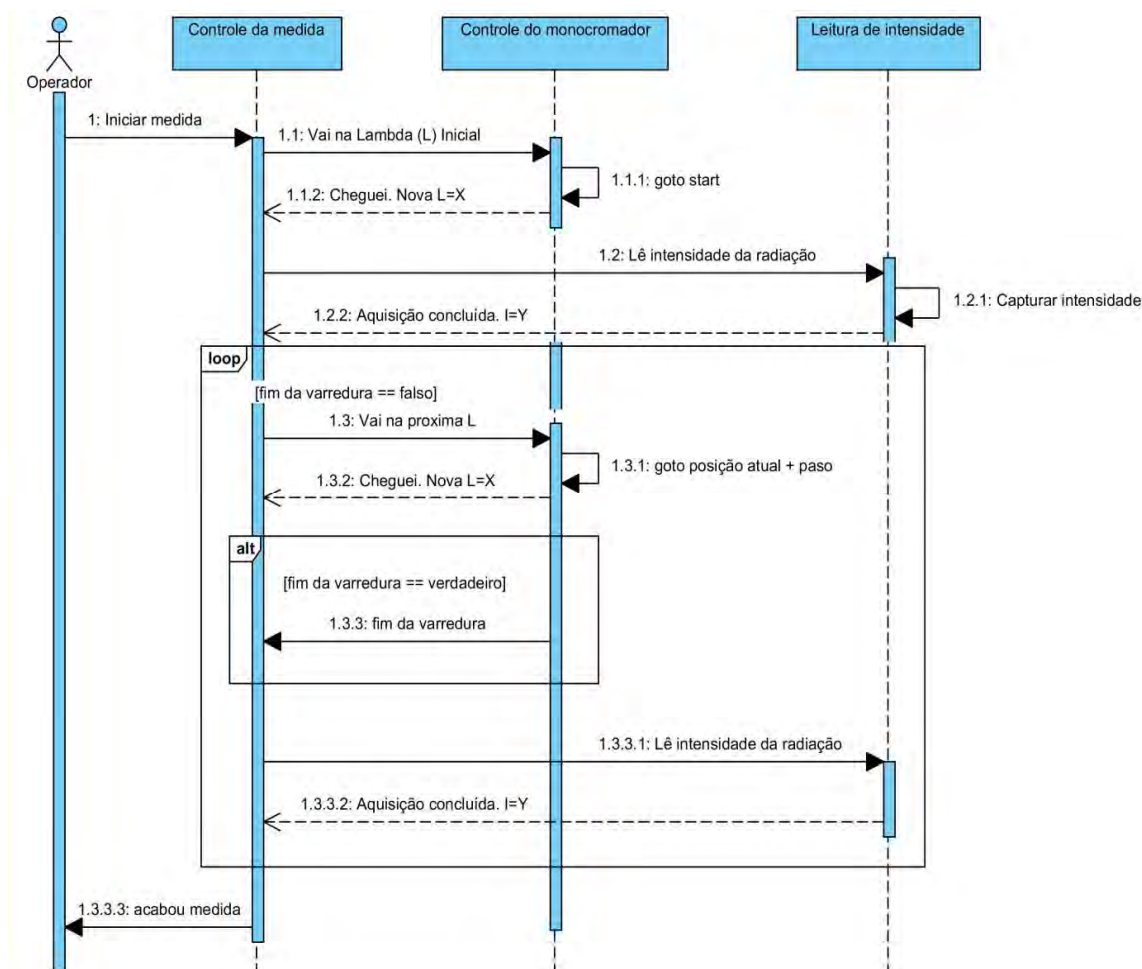 Controle da medida
Controle do monocromador
Leitura de intensidade
Operador
1: Iniciar medida
1.1: Vai na Lambda (L) Inicial
1.1.1: goto start
1.1.2: Cheguei. Nova L=X
1.2: Lê intensidade da radiação
1.2.1: Capturar intensidade
1.2.2: Aquisição concluída. I=Y
loop
[fim da varredura == falso]
1.3: Vai na proxima L
1.3.1: goto posição atual + paso
1.3.2: Cheguei. Nova L=X
alt
[fim da varredura == verdadeiro]
1.3.3: fim da varredura
1.3.3.1: Lê intensidade da radiação
1.3.3.2: Aquisição concluída. I=Y
1.3.3.3: acabou medida